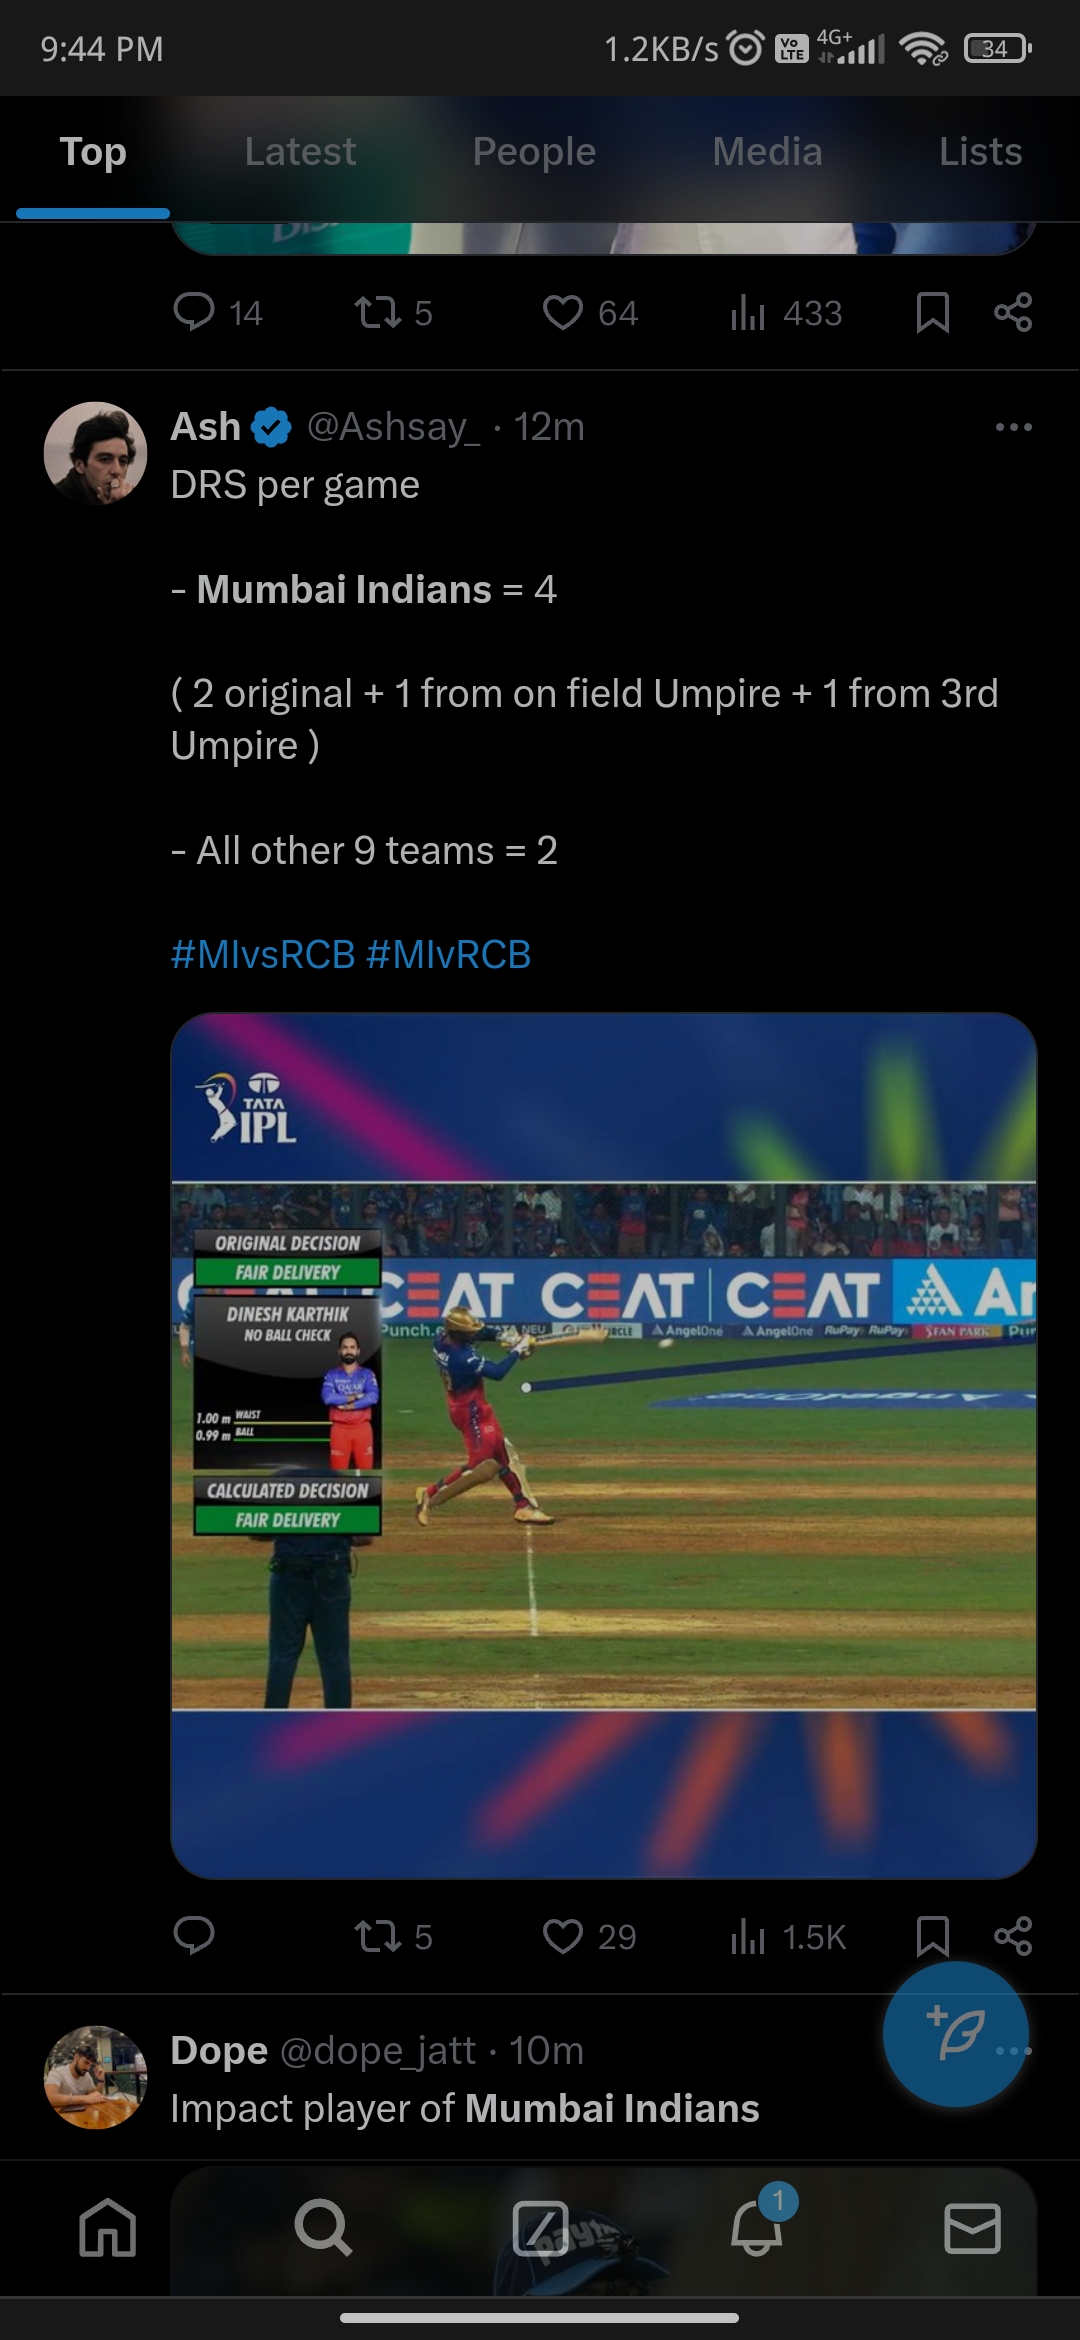 9:44 PM 1.2KB/s Vo LTE 4G+ 34
Top Latest People Media Lists
14 5 64 433
Ash @Ashsay_ · 12m
DRS per game
- Mumbai Indians = 4
( 2 original + 1 from on field Umpire + 1 from 3rd
Umpire )
- All other 9 teams = 2
#MIvsRCB #MIvRCB
TATA
IPL
ORIGINAL DECISION
FAIR DELIVERY
CEAT CEAT CEAT
DINESH KARTHIK
NO BALL CHECK
AngelOne AngelOne RuPay RuPay
1.00 m WAIST
0.99 m BALL
CALCULATED DECISION
FAIR DELIVERY
5 29 1.5K
Dope @dope_jatt · 10m
Impact player of Mumbai Indians
1
paytm